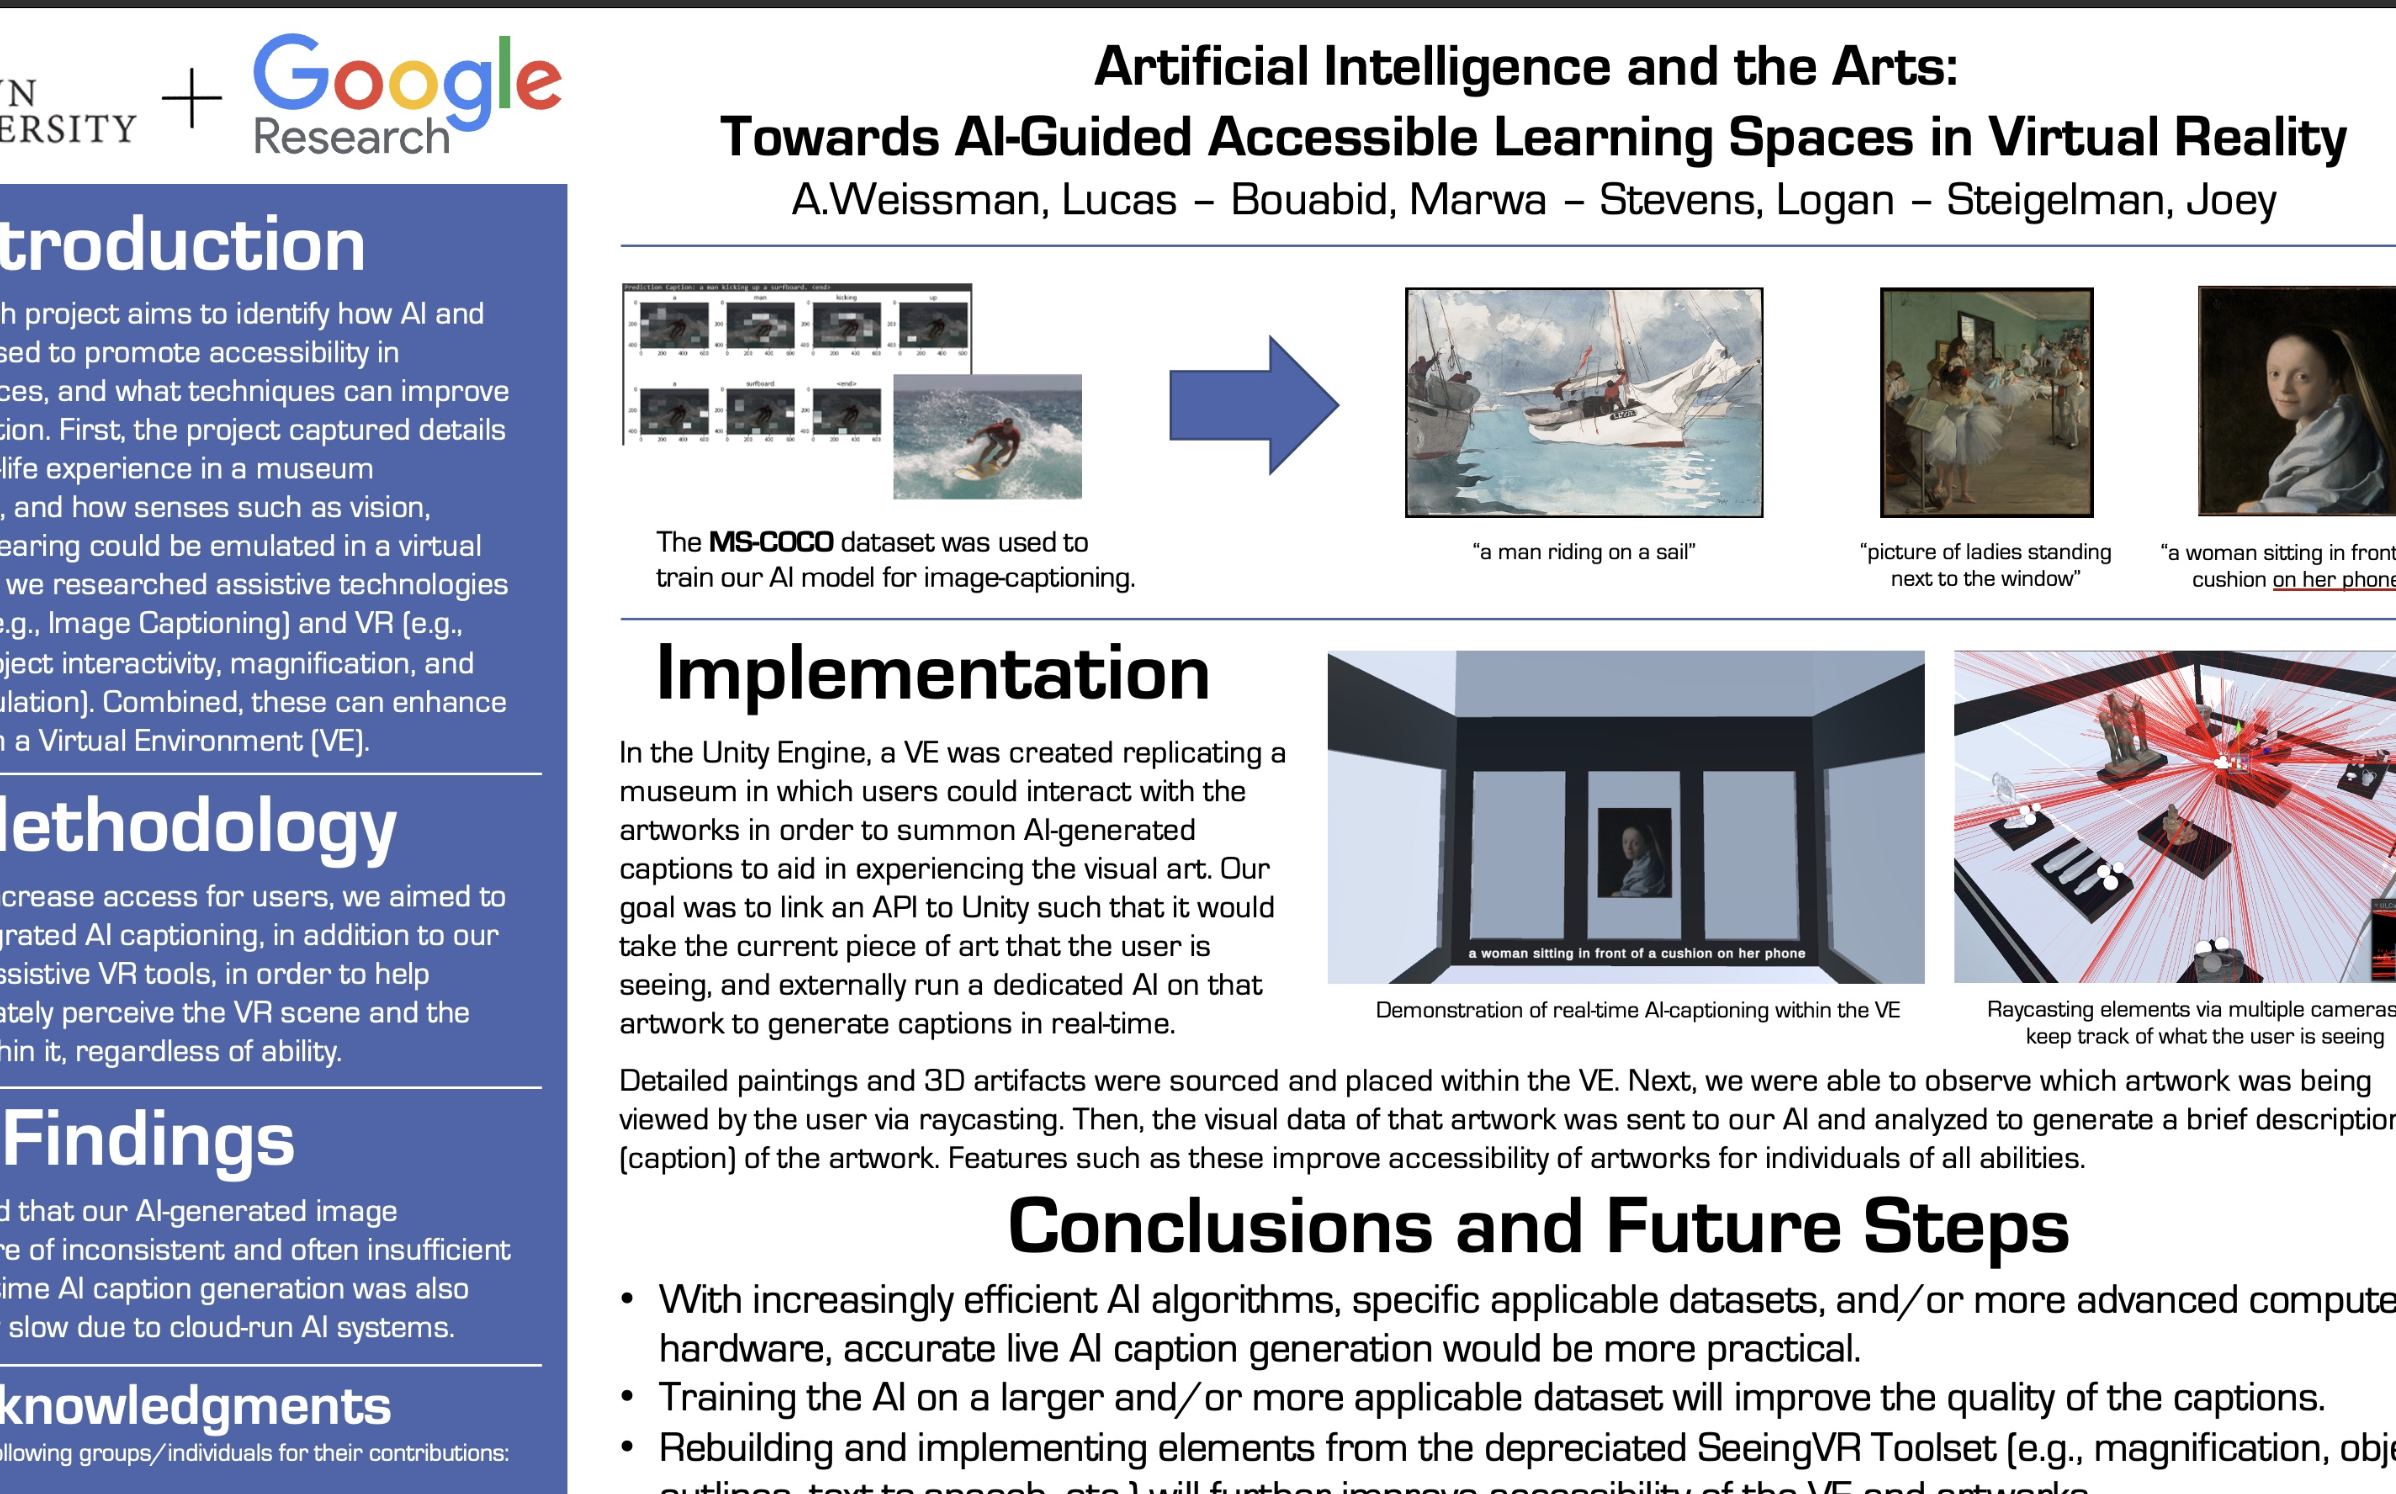 WN
ERSITY
+
Google
Research
Artificial Intelligence and the Arts:
Towards AI-Guided Accessible Learning Spaces in Virtual Reality
A.Weissman, Lucas – Bouabid, Marwa – Stevens, Logan – Steigelman, Joey
troduction
h project aims to identify how AI and
sed to promote accessibility in
ces, and what techniques can improve
tion. First, the project captured details
-life experience in a museum
, and how senses such as vision,
earing could be emulated in a virtual
we researched assistive technologies
e.g., Image Captioning) and VR (e.g.,
ject interactivity, magnification, and
ulation). Combined, these can enhance
n a Virtual Environment (VE).
ethodology
crease access for users, we aimed to
grated AI captioning, in addition to our
ssistive VR tools, in order to help
ately perceive the VR scene and the
hin it, regardless of ability.
Findings
d that our AI-generated image
re of inconsistent and often insufficient
time AI caption generation was also
slow due to cloud-run AI systems.
knowledgments
ollowing groups/individuals for their contributions:
Prediction Caption: a man kicking up a surfboard. <end>
a man kicking up
a surfboard. <end>
The MS-COCO dataset was used to
train our AI model for image-captioning.
“a man riding on a sail”
“picture of ladies standing
next to the window”
“a woman sitting in front
cushion on her phone
Implementation
In the Unity Engine, a VE was created replicating a
museum in which users could interact with the
artworks in order to summon AI-generated
captions to aid in experiencing the visual art. Our
goal was to link an API to Unity such that it would
take the current piece of art that the user is
seeing, and externally run a dedicated AI on that
artwork to generate captions in real-time.
a woman sitting in front of a cushion on her phone
Demonstration of real-time AI-captioning within the VE
Raycasting elements via multiple cameras
keep track of what the user is seeing
Detailed paintings and 3D artifacts were sourced and placed within the VE. Next, we were able to observe which artwork was being
viewed by the user via raycasting. Then, the visual data of that artwork was sent to our AI and analyzed to generate a brief description
(caption) of the artwork. Features such as these improve accessibility of artworks for individuals of all abilities.
Conclusions and Future Steps
• With increasingly efficient AI algorithms, specific applicable datasets, and/or more advanced compute
hardware, accurate live AI caption generation would be more practical.
• Training the AI on a larger and/or more applicable dataset will improve the quality of the captions.
• Rebuilding and implementing elements from the depreciated SeeingVR Toolset (e.g., magnification, obje
outlines, text to speech, etc.) will further improve accessibility of the VE and artworks.